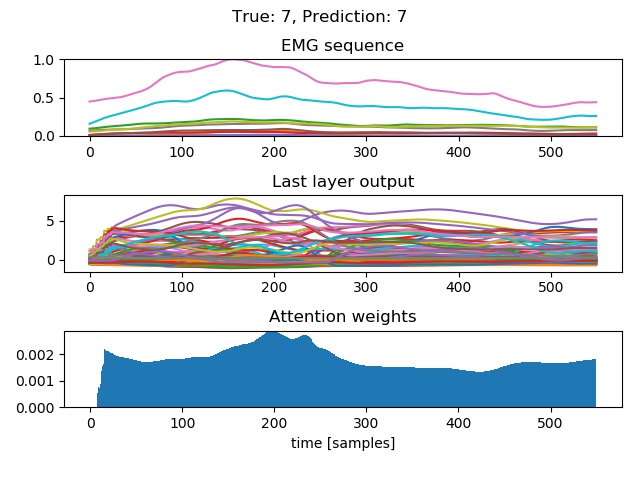 True: 7, Prediction: 7
EMG sequence
1.0
0.5
0.0
0 100 200 300 400 500
Last layer output
5
0
0 100 200 300 400 500
Attention weights
0.002
0.001
0.000
0 100 200 300 400 500
time [samples]